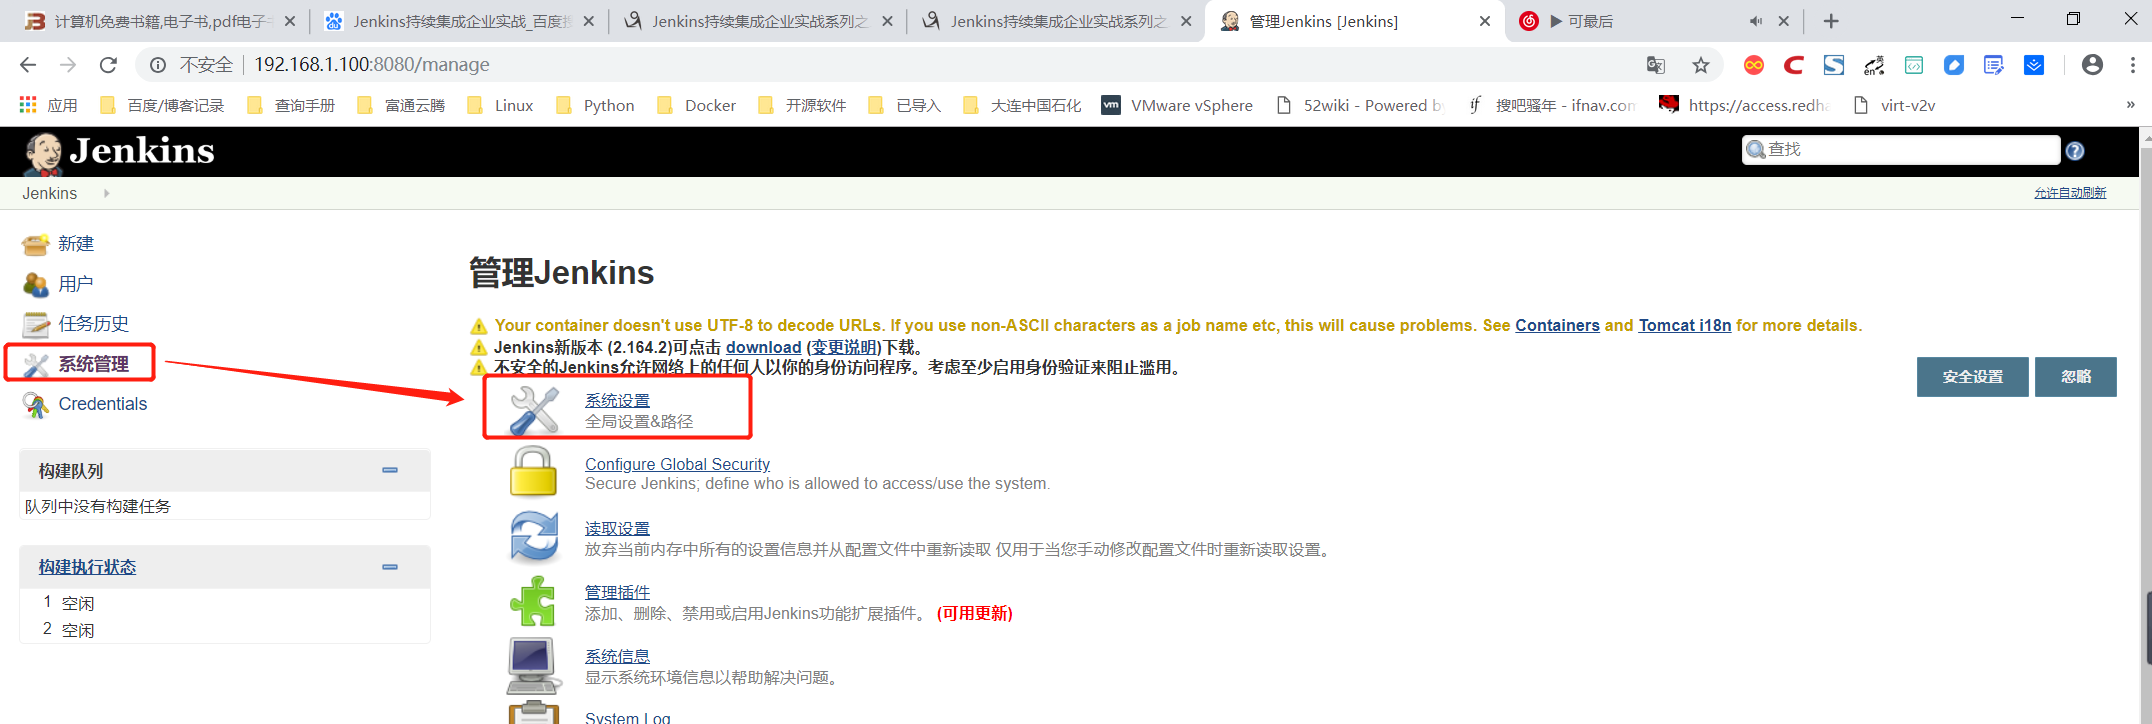 计算机免费书籍,电子书,pdf电子
Jenkins持续集成企业实战_百度
Jenkins持续集成企业实战系列之
Jenkins持续集成企业实战系列之
管理Jenkins [Jenkins]
▶ 可最后
不安全 192.168.1.100:8080/manage
应用 百度/博客记录 查询手册 富通云腾 Linux Python Docker 开源软件 已导入 大连中国石化 vm VMware vSphere 52wiki - Powered by if 搜吧骚年 - ifnav.com https://access.redha virt-v2v »
Jenkins
查找
Jenkins
允许自动刷新
新建
用户
任务历史
系统管理
Credentials
构建队列
队列中没有构建任务
构建执行状态
1 空闲
2 空闲
管理Jenkins
Your container doesn't use UTF-8 to decode URLs. If you use non-ASCII characters as a job name etc, this will cause problems. See Containers and Tomcat i18n for more details.
Jenkins新版本 (2.164.2)可点击 download (变更说明)下载。
不安全的Jenkins允许网络上的任何人以你的身份访问程序。考虑至少启用身份验证来阻止滥用。
安全设置 忽略
系统设置
全局设置&路径
Configure Global Security
Secure Jenkins; define who is allowed to access/use the system.
读取设置
放弃当前内存中所有的设置信息并从配置文件中重新读取 仅用于当您手动修改配置文件时重新读取设置。
管理插件
添加、删除、禁用或启用Jenkins功能扩展插件。 (可用更新)
系统信息
显示系统环境信息以帮助解决问题。
System Log